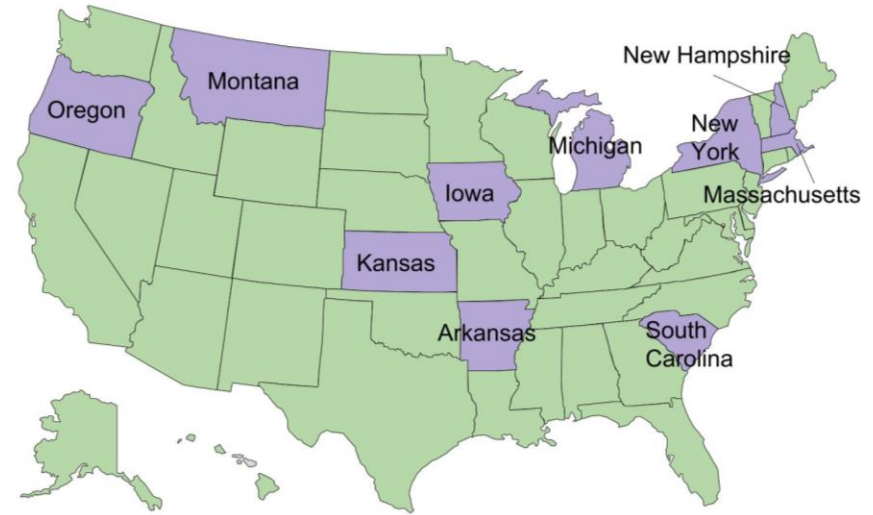 New Hampshire
Montana
Oregon
New
York
Michigan
Iowa
Massachusetts
Kansas
Arkansas
South
Carolina